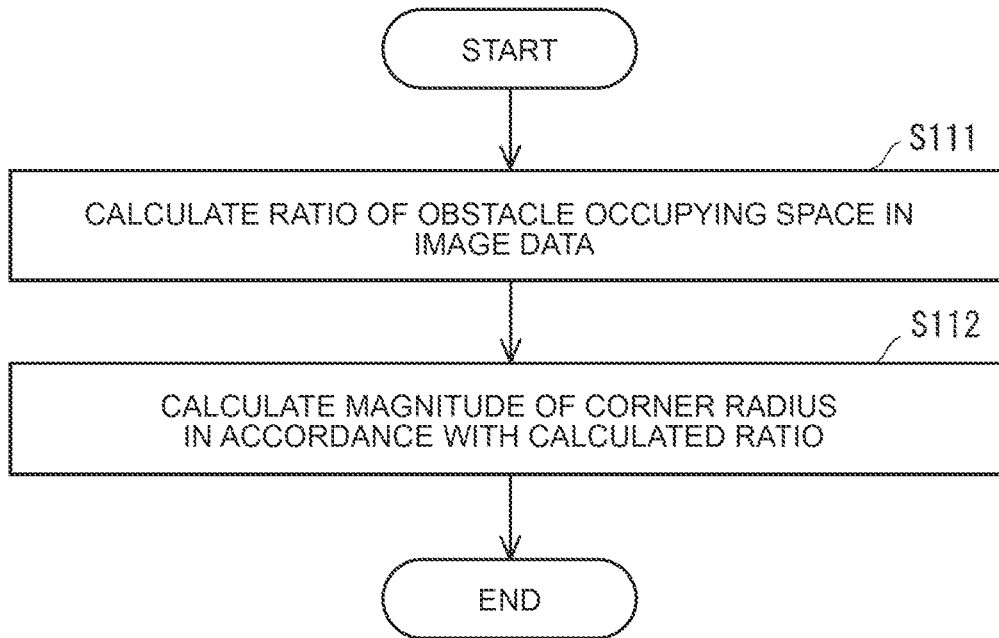 START
S111
CALCULATE RATIO OF OBSTACLE OCCUPYING SPACE IN
IMAGE DATA
S112
CALCULATE MAGNITUDE OF CORNER RADIUS
IN ACCORDANCE WITH CALCULATED RATIO
END